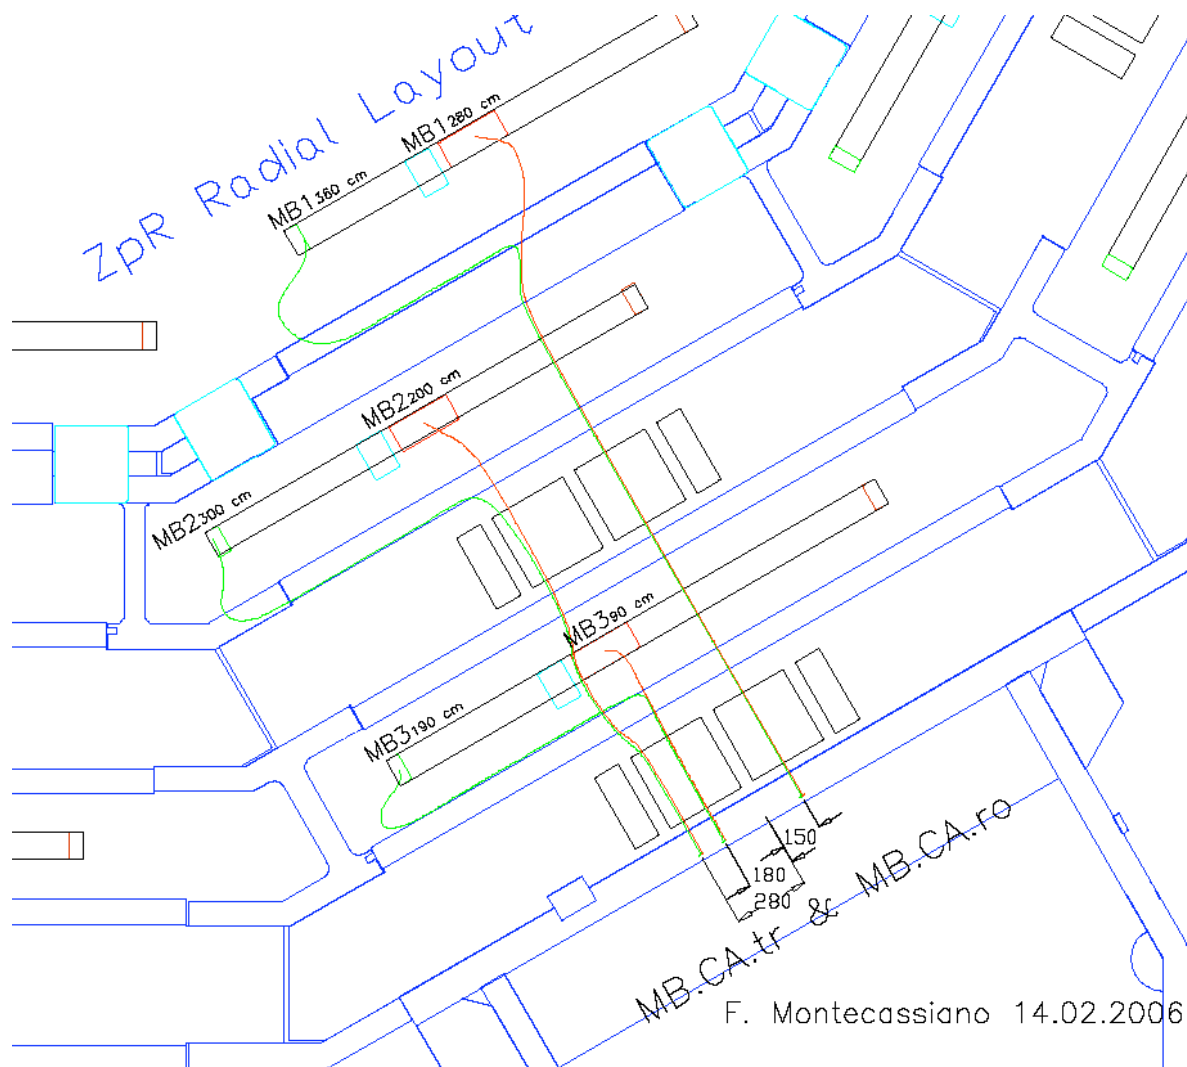 ZpR Radial Layout
MB1 280 cm
MB1 360 cm
MB2 200 cm
MB2 300 cm
MB3 90 cm
MB3 190 cm
150
180
280
MB.CA.tr & MB.CA.ro
F. Montecassiano 14.02.2006